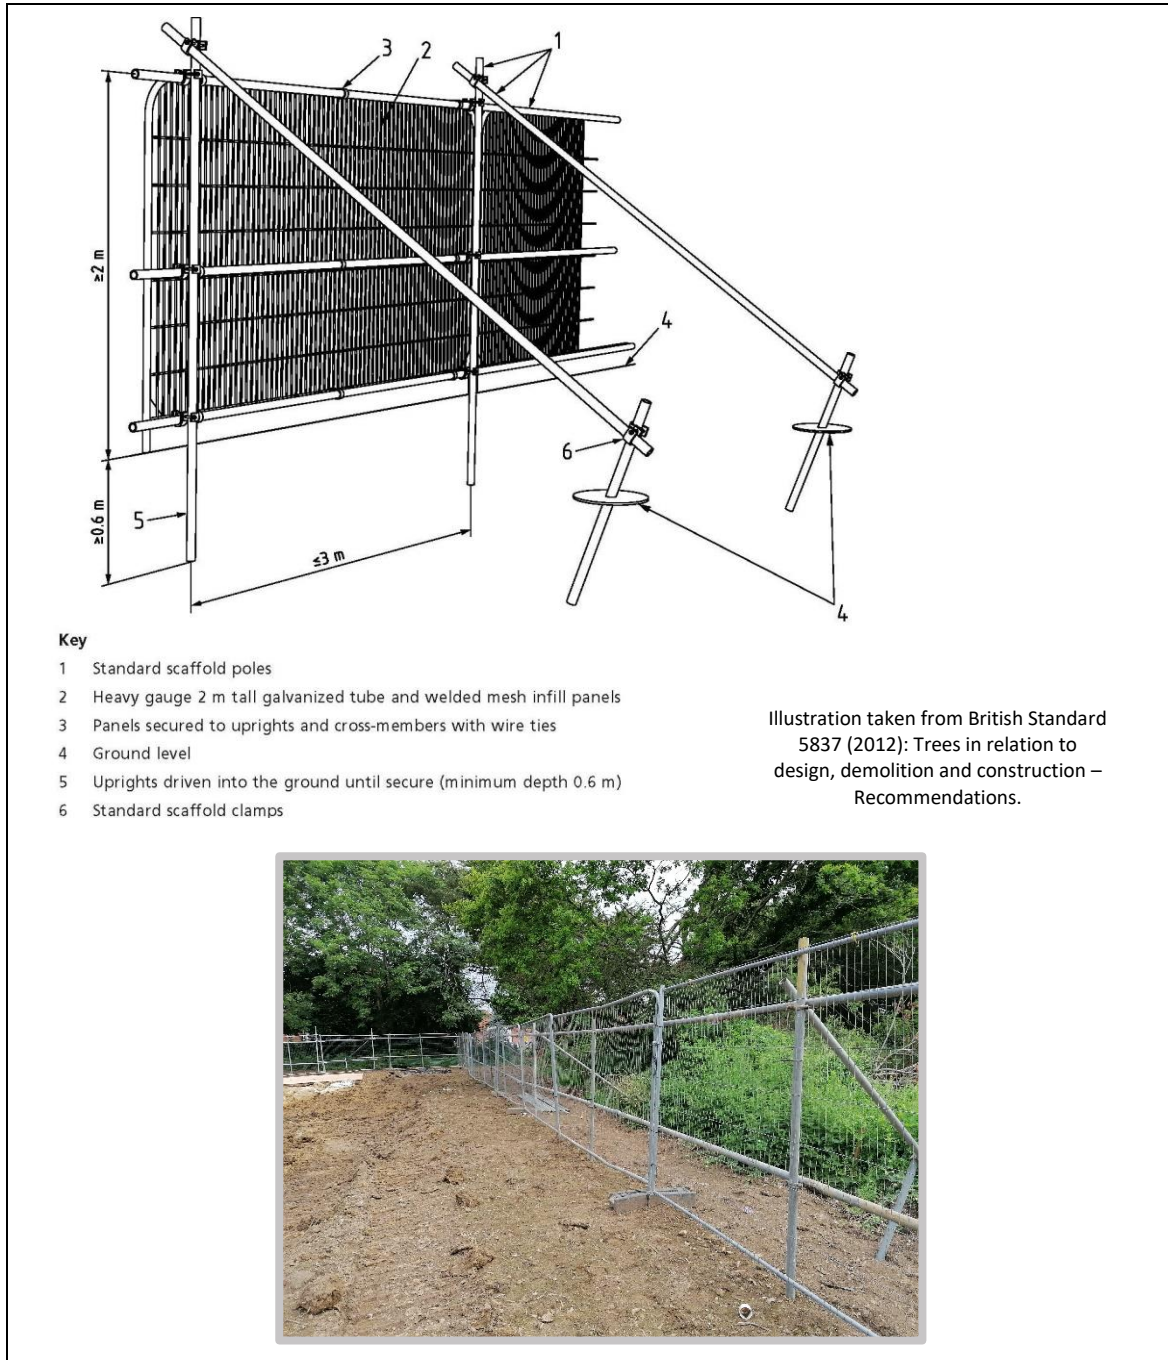 1
3
2
≥2 m
4
6
5
≥0.6 m
≤3 m
4
Key
1 Standard scaffold poles
2 Heavy gauge 2 m tall galvanized tube and welded mesh infill panels
3 Panels secured to uprights and cross-members with wire ties
4 Ground level
5 Uprights driven into the ground until secure (minimum depth 0.6 m)
6 Standard scaffold clamps
Illustration taken from British Standard
5837 (2012): Trees in relation to
design, demolition and construction –
Recommendations.